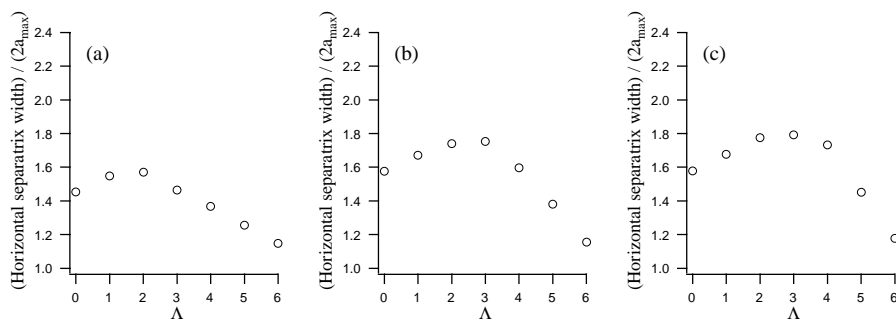 (Horizontal separatrix width) / (2a_max)
2.4
2.2
2.0
1.8
1.6
1.4
1.2
1.0
(a)
0 1 2 3 4 5 6
Λ
(Horizontal separatrix width) / (2a_max)
2.4
2.2
2.0
1.8
1.6
1.4
1.2
1.0
(b)
0 1 2 3 4 5 6
Λ
(Horizontal separatrix width) / (2a_max)
2.4
2.2
2.0
1.8
1.6
1.4
1.2
1.0
(c)
0 1 2 3 4 5 6
Λ